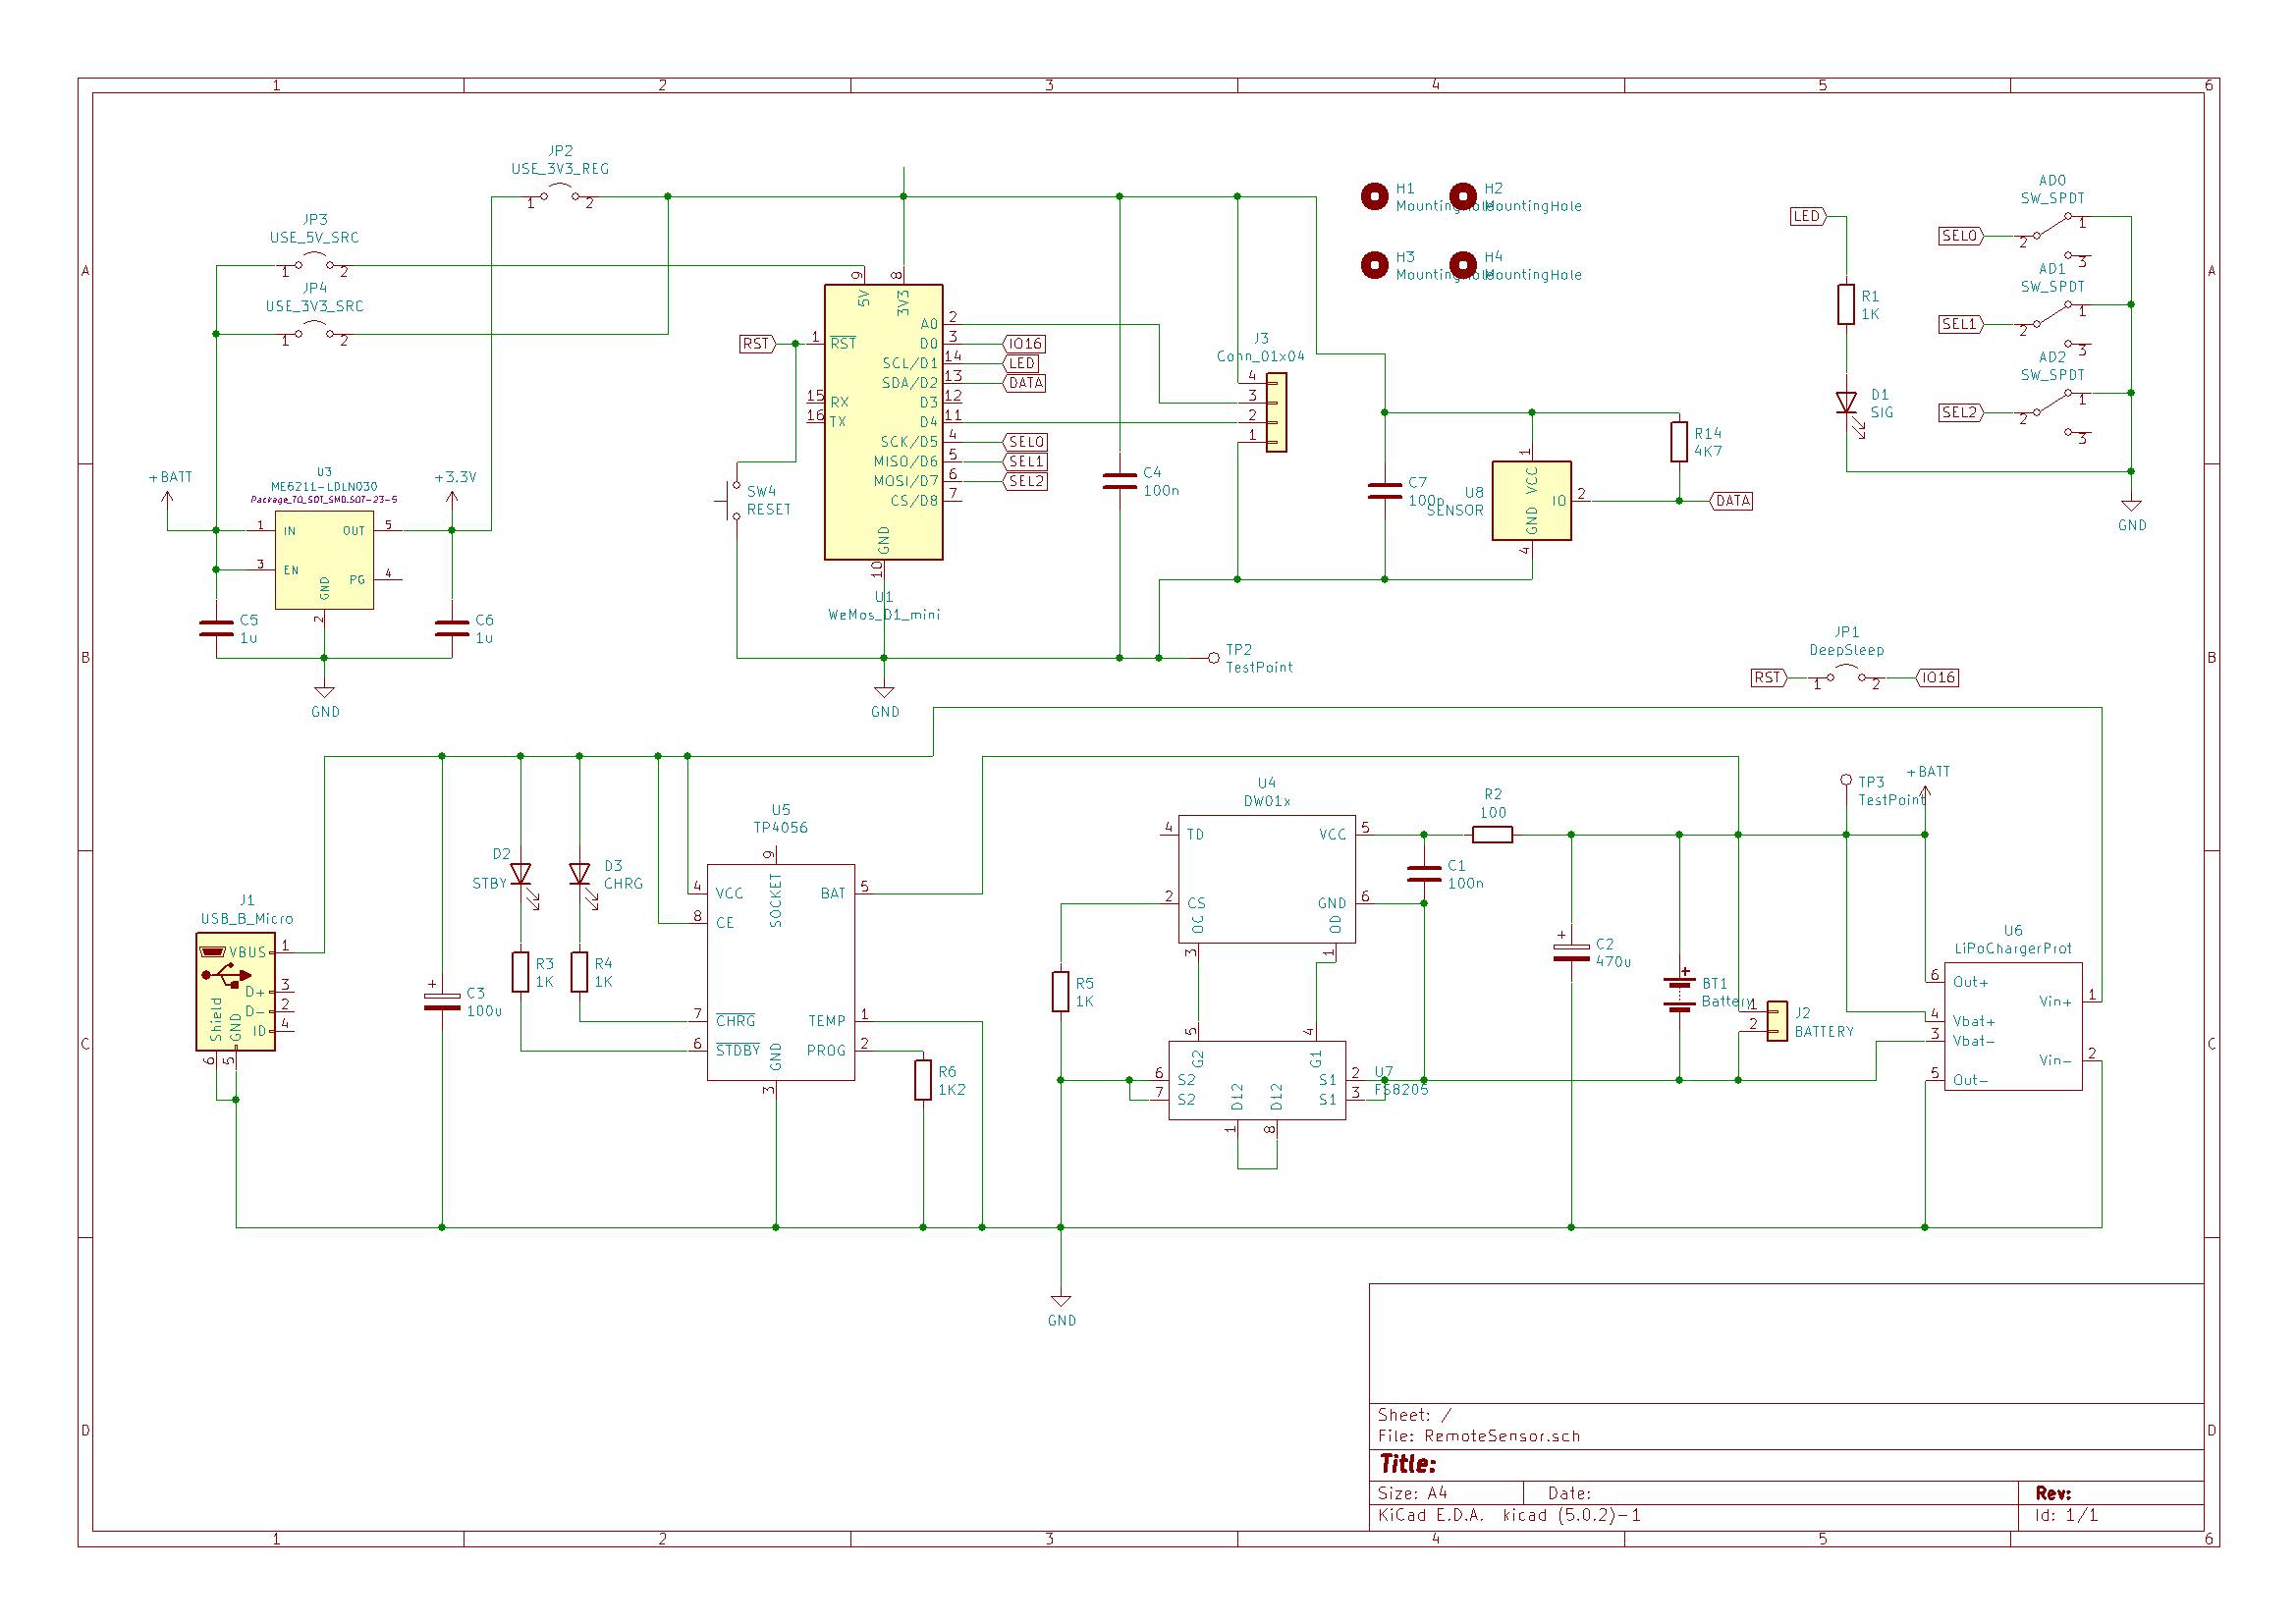 1 2 3 4 5 6
A
B
C
D
JP2
USE_3V3_REG
1 2
JP3
USE_5V_SRC
1 2
JP4
USE_3V3_SRC
1 2
+BATT
U3
ME6211-LDLN030
Package_TO_SOT_SMD:SOT-23-5
+3.3V
1 IN
OUT 5
3 EN
PG 4
GND
2
C5
1u
C6
1u
GND
9 8
5V 3V3
RST
1 RST
15 RX
16 TX
A0 2
D0 3
SCL/D1 14
SDA/D2 13
D3 12
D4 11
SCK/D5 4
MISO/D6 5
MOSI/D7 6
CS/D8 7
GND
10
U1
WeMos_D1_mini
IO16
LED
DATA
SEL0
SEL1
SEL2
SW4
RESET
GND
C4
100n
J3
Conn_01x04
4
3
2
1
TP2
TestPoint
H1
MountingHole
H2
MountingHole
H3
MountingHole
H4
MountingHole
C7
100n
U8
SENSOR
1
VCC
IO 2
GND
4
R14
4K7
DATA
LED
R1
1K
D1
SIG
AD0
SW_SPDT
SEL0
2 1 3
AD1
SW_SPDT
SEL1
2 1 3
AD2
SW_SPDT
SEL2
2 1 3
GND
JP1
DeepSleep
RST
1 2
IO16
J1
USB_B_Micro
VBUS 1
D+ 3
D- 2
ID 4
Shield
GND
6 5
C3
100u
D2
STBY
D3
CHRG
R3
1K
R4
1K
U5
TP4056
9
SOCKET
4 VCC
8 CE
BAT 5
7 CHRG
6 STDBY
TEMP 1
PROG 2
GND
3
R6
1K2
U4
DW01x
4 TD
VCC 5
2 CS
GND 6
OC OD
3 1
R5
1K
C1
100n
R2
100
5 4
G2 G1
6 S2
7 S2
S1 2
S1 3
D12 D12
1 8
U7
FS8205
GND
C2
470u
BT1
Battery
J2
BATTERY
1
2
TP3
TestPoint
+BATT
U6
LiPoChargerProt
6 Out+
4 Vbat+
3 Vbat-
5 Out-
Vin+ 1
Vin- 2
Sheet: /
File: RemoteSensor.sch
Title:
Size: A4
Date:
Rev:
KiCad E.D.A. kicad (5.0.2)-1
Id: 1/1
A
B
C
D
1 2 3 4 5 6